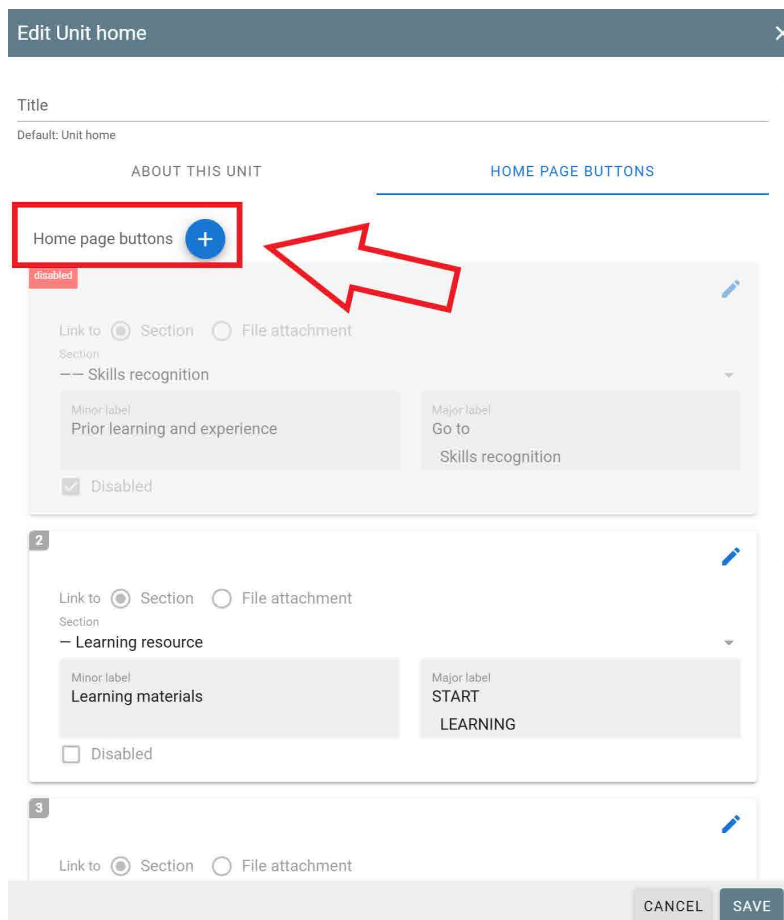 Edit Unit home
Title
Default: Unit home
ABOUT THIS UNIT
HOME PAGE BUTTONS
Home page buttons +
disabled
Link to Section File attachment
Section
−− Skills recognition
Minor label
Prior learning and experience
Major label
Go to
Skills recognition
Disabled
2
Link to Section File attachment
Section
− Learning resource
Minor label
Learning materials
Major label
START
LEARNING
Disabled
3
Link to Section File attachment
CANCEL SAVE